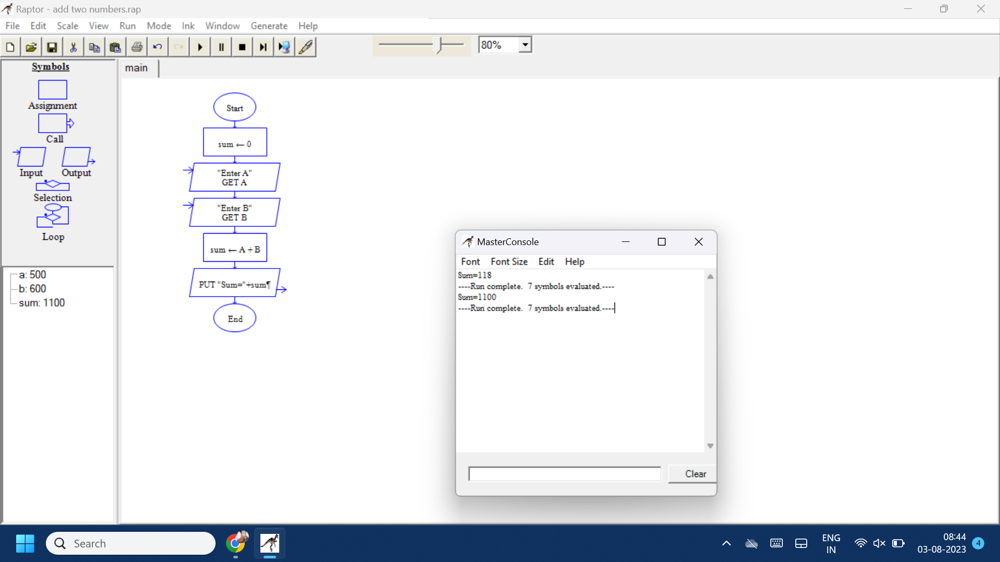 Raptor - add two numbers.rap
File Edit Scale View Run Mode Ink Window Generate Help
80%
Symbols
Assignment
Call
Input Output
Selection
Loop
a: 500
b: 600
sum: 1100
main
Start
sum ← 0
"Enter A"
GET A
"Enter B"
GET B
sum ← A + B
PUT "Sum="+sum¶
End
MasterConsole
Font Font Size Edit Help
Sum=118
----Run complete. 7 symbols evaluated.----
Sum=1100
----Run complete. 7 symbols evaluated.----
Clear
Search
ENG
IN
08:44
03-08-2023
4